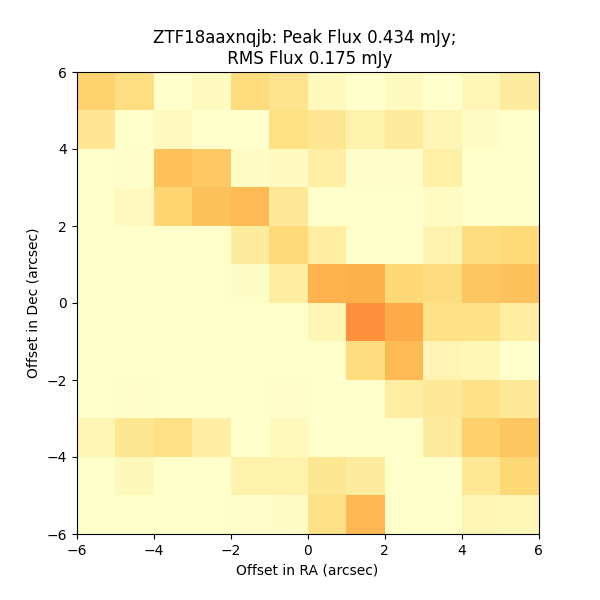 ZTF18aaxnqjb: Peak Flux 0.434 mJy;
RMS Flux 0.175 mJy
6
4
2
0
−2
−4
−6
Offset in Dec (arcsec)
−6 −4 −2 0 2 4 6
Offset in RA (arcsec)